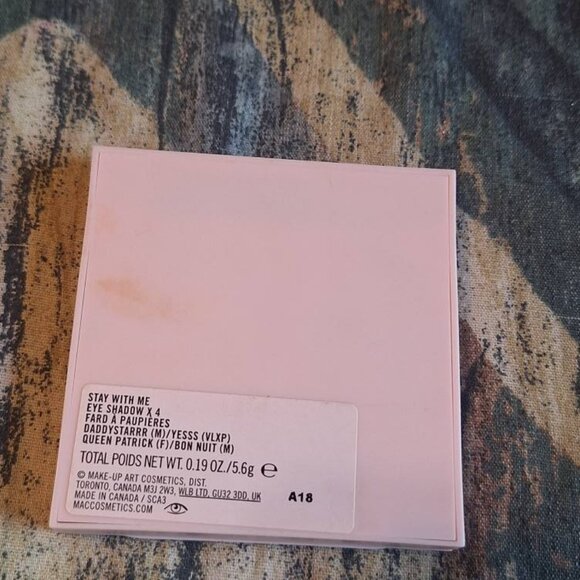 STAY WITH ME
EYE SHADOW X 4
FARD À PAUPIÈRES
DADDYSTARRR (M)/YESSS (VLXP)
QUEEN PATRICK (F)/BON NUIT (M)
TOTAL POIDS NET WT. 0.19 OZ./5.6g ℮
© MAKE-UP ART COSMETICS, DIST.
TORONTO, CANADA M3J 2W3, WLB LTD. GU32 3DD. UK
MADE IN CANADA / SCA3
MACCOSMETICS.COM
A18